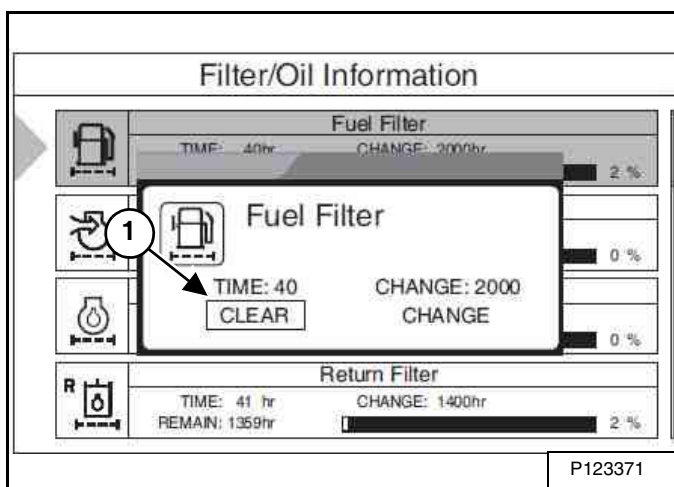 Filter/Oil Information
Fuel Filter
TIME: 40hr CHANGE: 2000hr
2 %
Fuel Filter
1
0 %
TIME: 40 CHANGE: 2000
CLEAR CHANGE
0 %
R
Return Filter
TIME: 41 hr CHANGE: 1400hr
REMAIN: 1359hr 2 %
P123371